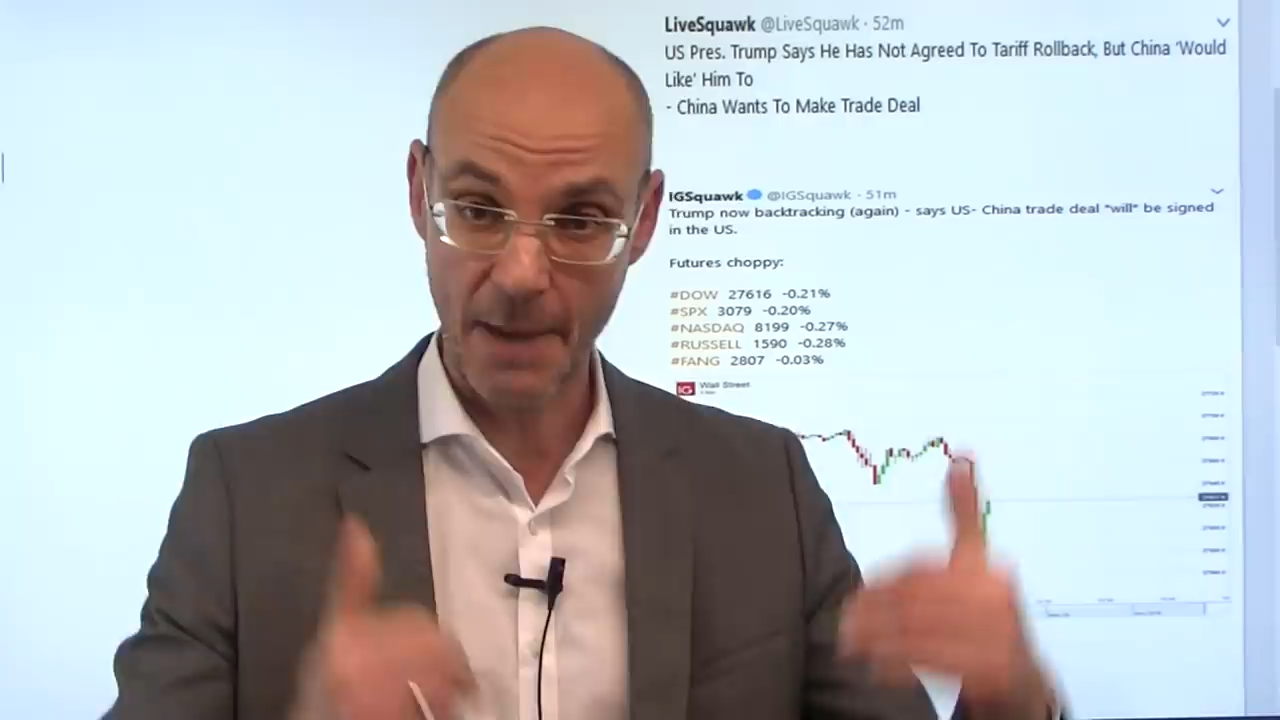 LiveSquawk @LiveSquawk · 52m
US Pres. Trump Says He Has Not Agreed To Tariff Rollback, But China 'Would
Like' Him To
- China Wants To Make Trade Deal
IGSquawk @IGSquawk · 51m
Trump now backtracking (again) - says US- China trade deal "will" be signed
in the US.
Futures choppy:
#DOW 27616 -0.21%
#SPX 3079 -0.20%
#NASDAQ 8199 -0.27%
#RUSSELL 1590 -0.28%
#FANG 2807 -0.03%
IG Wall Street